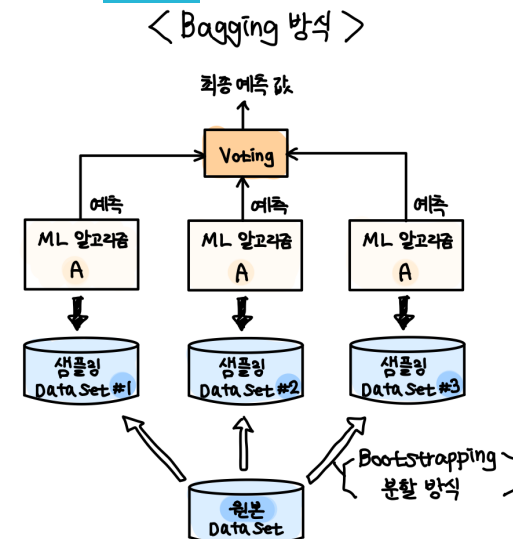 < Bagging 방식 >
최종 예측 값
Voting
예측
예측
예측
ML 알고리즘
A
ML 알고리즘
A
ML 알고리즘
A
샘플링
Data Set #1
샘플링
Data Set #2
샘플링
Data Set #3
Bootstrapping
분할 방식
원본
Data Set